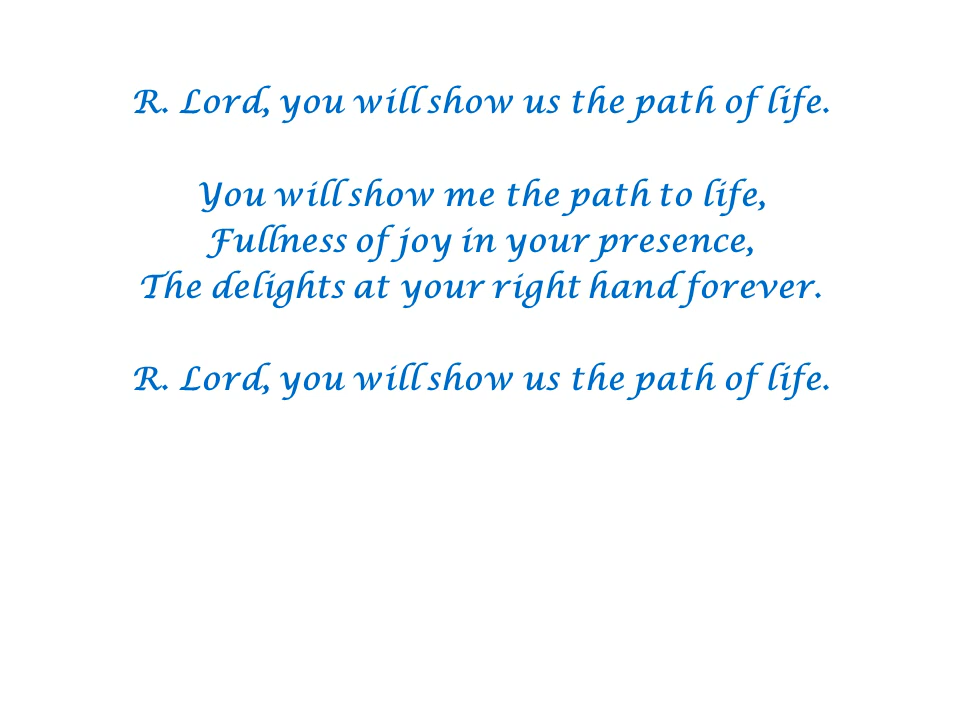 R. Lord, you will show us the path of life.
You will show me the path to life,
Fullness of joy in your presence,
The delights at your right hand forever.
R. Lord, you will show us the path of life.